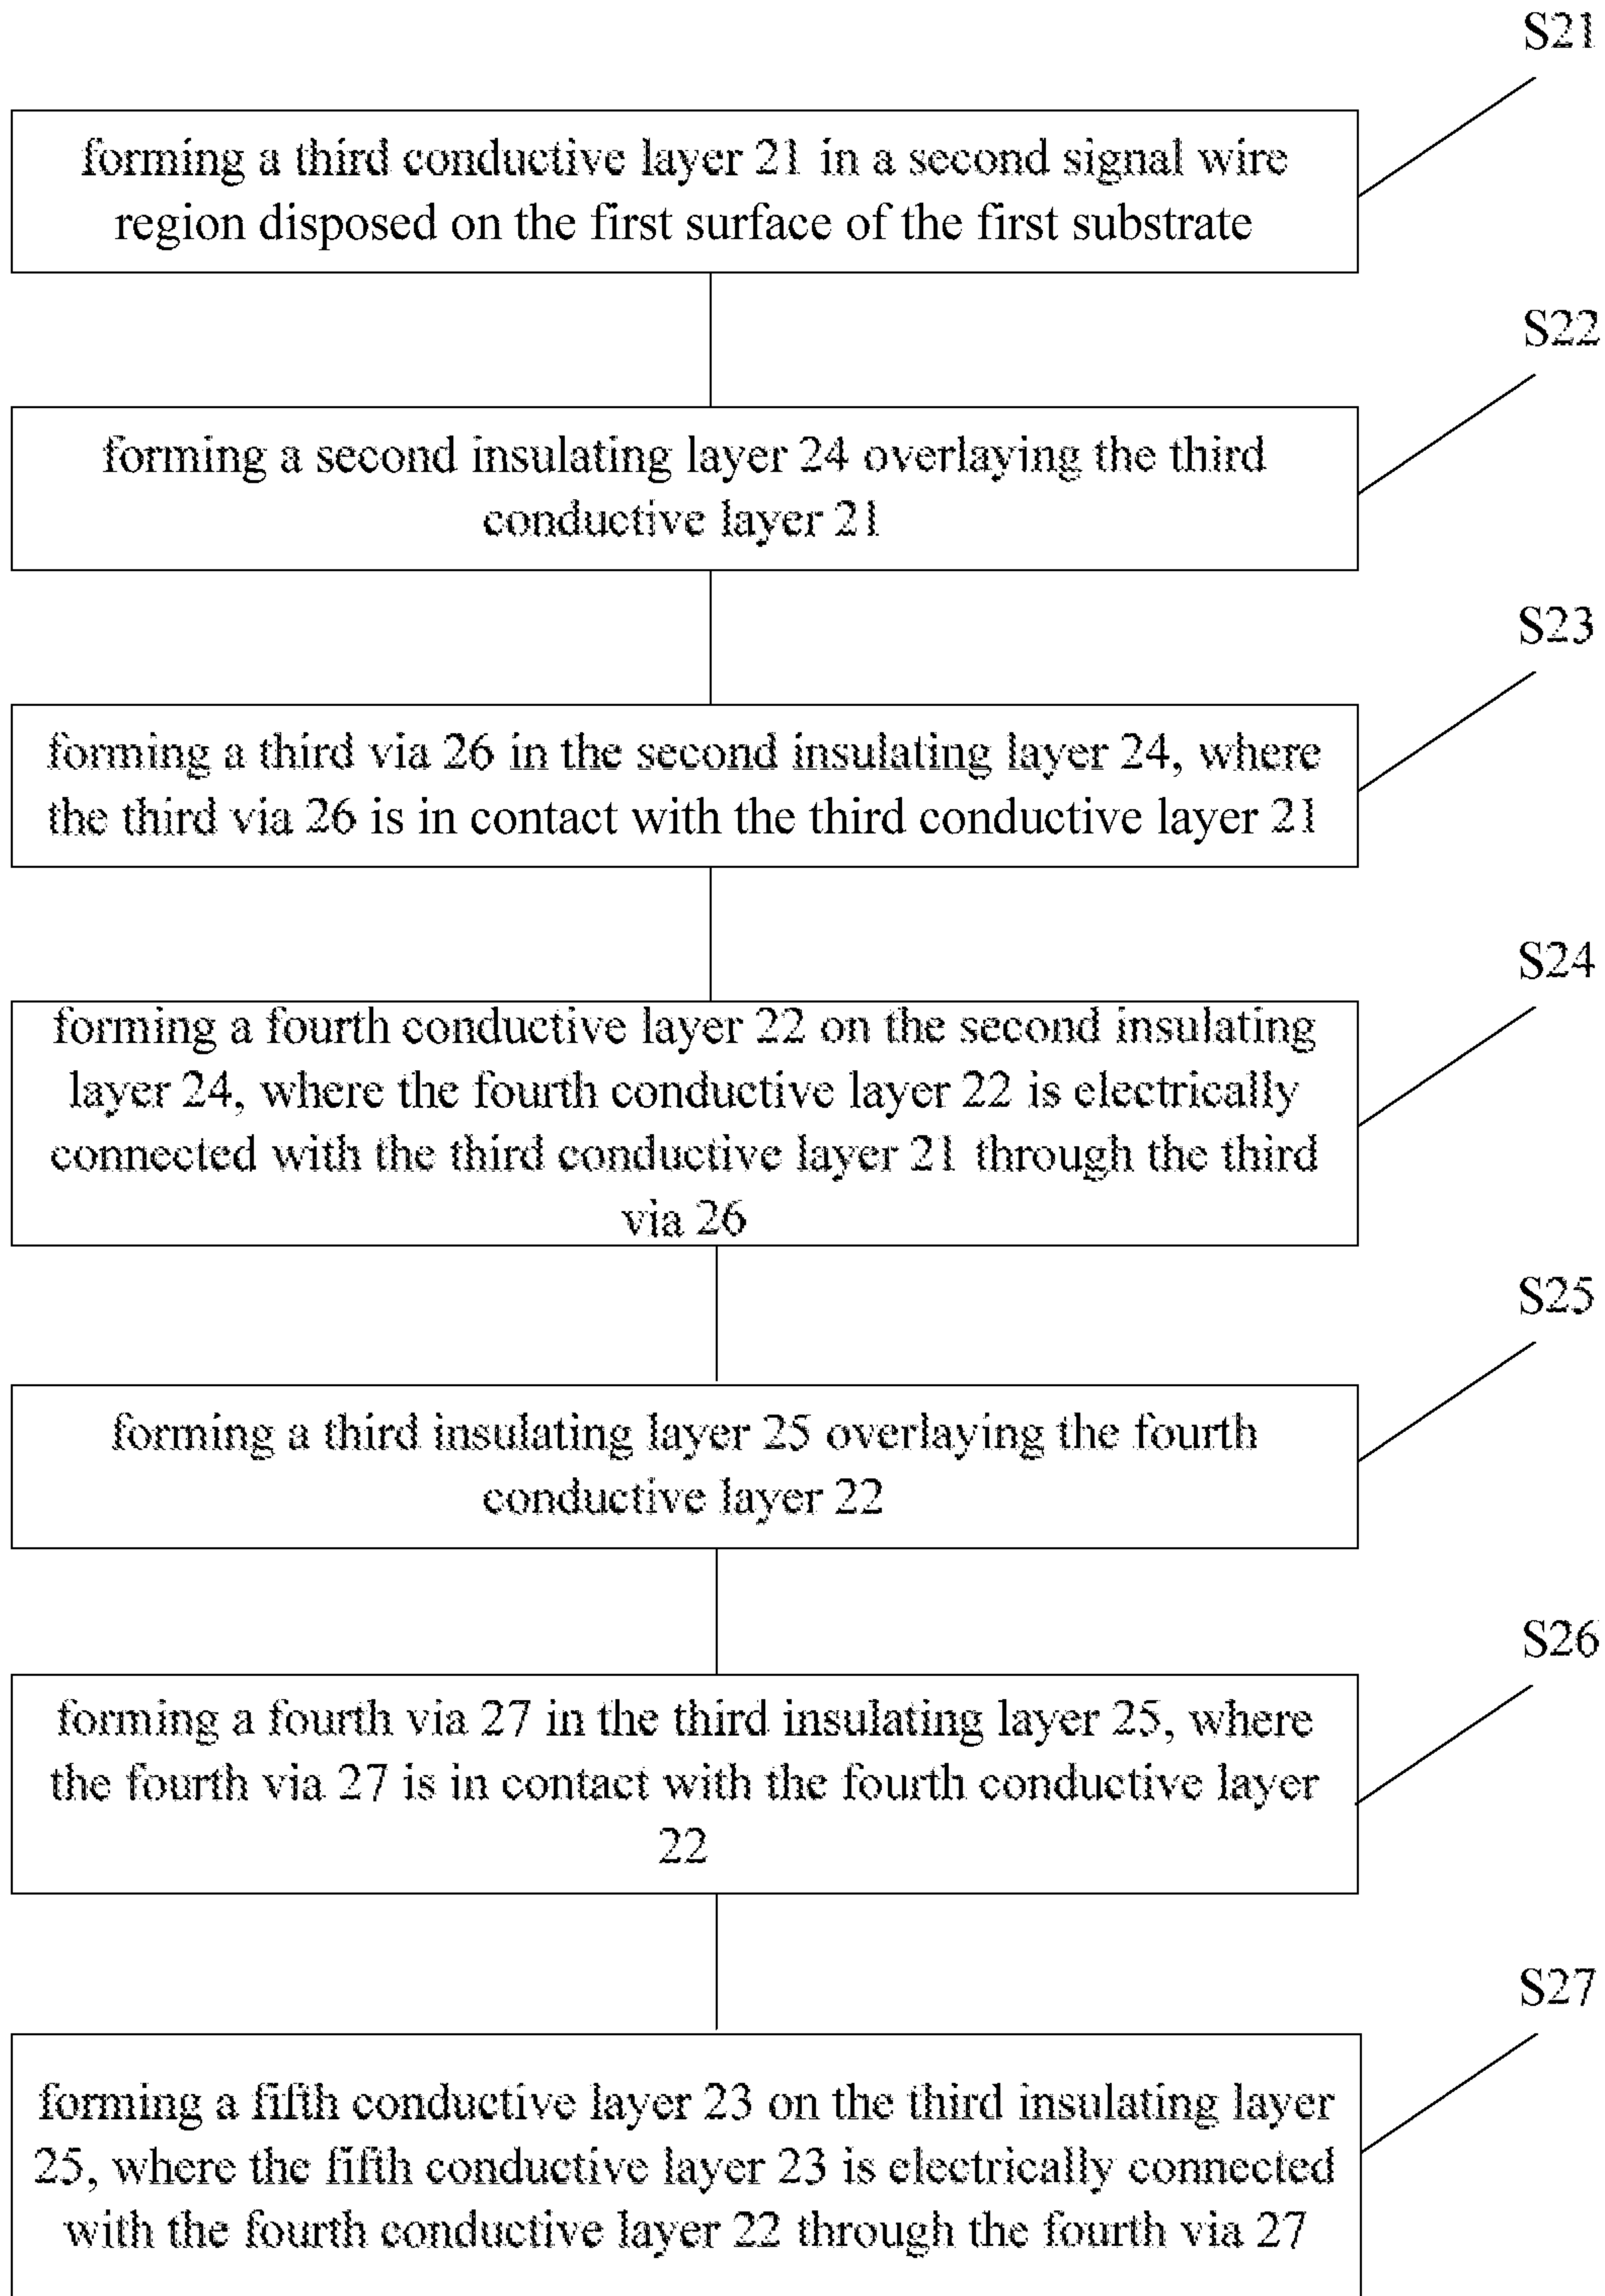 S21
forming a third conductive layer 21 in a second signal wire
region disposed on the first surface of the first substrate
S22
forming a second insulating layer 24 overlaying the third
conductive layer 21
S23
forming a third via 26 in the second insulating layer 24, where
the third via 26 is in contact with the third conductive layer 21
S24
forming a fourth conductive layer 22 on the second insulating
layer 24, where the fourth conductive layer 22 is electrically
connected with the third conductive layer 21 through the third
via 26
S25
forming a third insulating layer 25 overlaying the fourth
conductive layer 22
S26
forming a fourth via 27 in the third insulating layer 25, where
the fourth via 27 is in contact with the fourth conductive layer
22
S27
forming a fifth conductive layer 23 on the third insulating layer
25, where the fifth conductive layer 23 is electrically connected
with the fourth conductive layer 22 through the fourth via 27